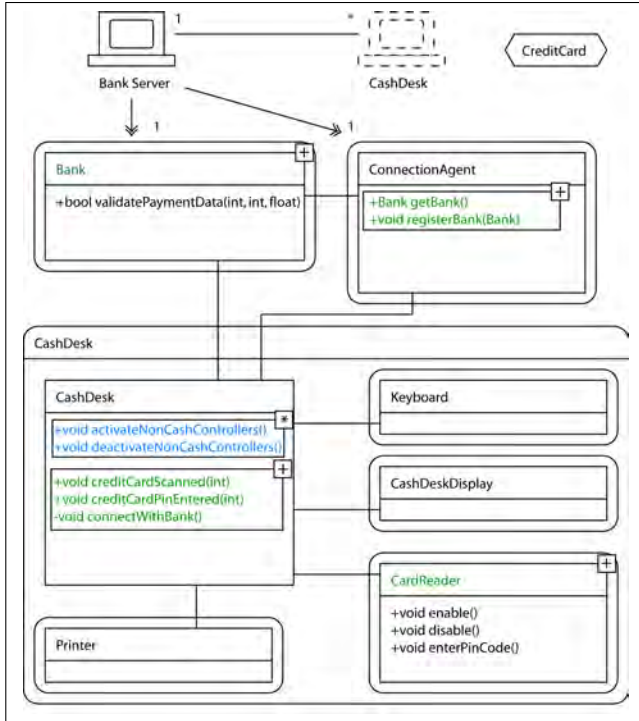 1
*
CreditCard
Bank Server
CashDesk
1
1
Bank
+
+bool validatePaymentData(int, int, float)
ConnectionAgent
+
+Bank getBank()
+void registerBank(Bank)
CashDesk
CashDesk
*
+void activateNonCashControllers()
+void deactivateNonCashControllers()
+
+void creditCardScanned(int)
+void creditCardPinEntered(int)
-void connectWithBank()
Keyboard
CashDeskDisplay
CardReader
+
+void enable()
+void disable()
+void enterPinCode()
Printer